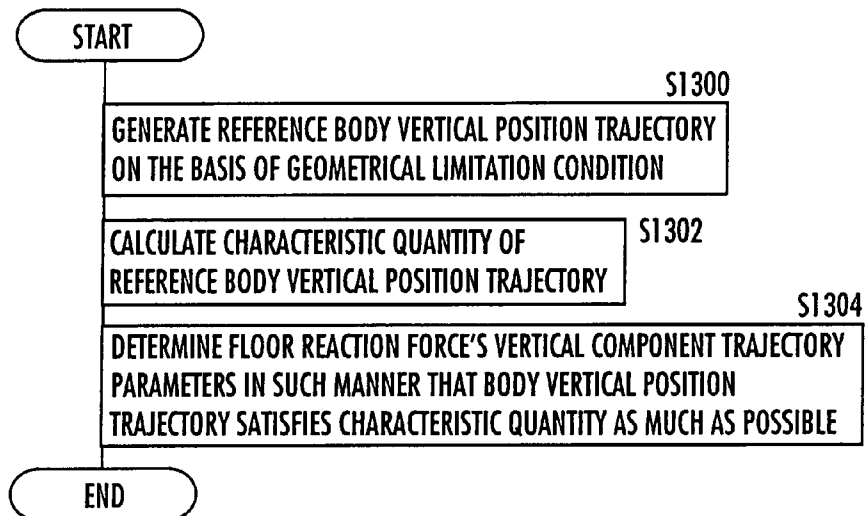 START
S1300
GENERATE REFERENCE BODY VERTICAL POSITION TRAJECTORY
ON THE BASIS OF GEOMETRICAL LIMITATION CONDITION
S1302
CALCULATE CHARACTERISTIC QUANTITY OF
REFERENCE BODY VERTICAL POSITION TRAJECTORY
S1304
DETERMINE FLOOR REACTION FORCE'S VERTICAL COMPONENT TRAJECTORY
PARAMETERS IN SUCH MANNER THAT BODY VERTICAL POSITION
TRAJECTORY SATISFIES CHARACTERISTIC QUANTITY AS MUCH AS POSSIBLE
END